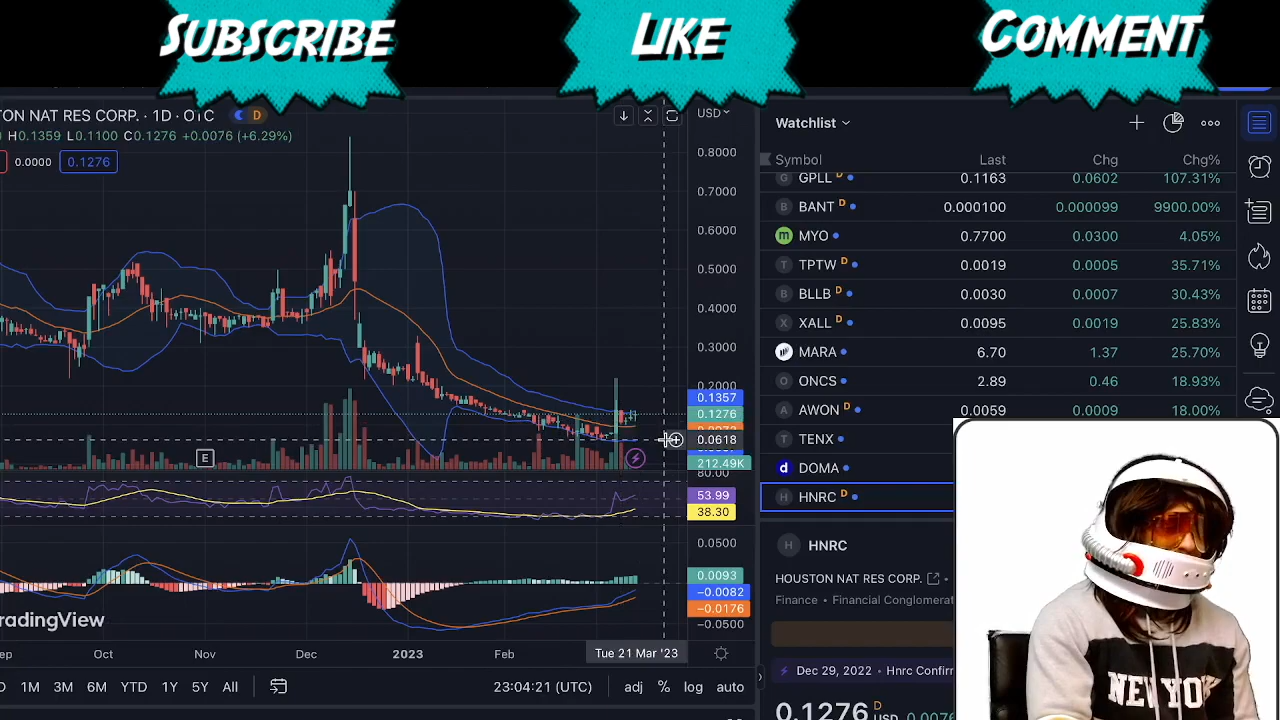 SUBSCRIBE
LIKE
COMMENT
TON NAT RES CORP. · 1D · OTC D
H0.1359 L0.1100 C0.1276 +0.0076 (+6.29%)
0.0000 0.1276
USD
0.8000
0.7000
0.6000
0.5000
0.4000
0.3000
0.2000
0.1357
0.1276
0.0618
212.49K
80.00
53.99
38.30
0.0500
0.0093
−0.0082
−0.0176
−0.0500
E
TradingView
ep Oct Nov Dec 2023 Feb Tue 21 Mar '23
D 1M 3M 6M YTD 1Y 5Y All 23:04:21 (UTC) adj % log auto
Watchlist
Symbol Last Chg Chg%
G GPLL D 0.1163 0.0602 107.31%
B BANT D 0.000100 0.000099 9900.00%
m MYO 0.7700 0.0300 4.05%
T TPTW D 0.0019 0.0005 35.71%
B BLLB D 0.0030 0.0007 30.43%
X XALL D 0.0095 0.0019 25.83%
MARA 6.70 1.37 25.70%
O ONCS 2.89 0.46 18.93%
A AWON D 0.0059 0.0009 18.00%
T TENX
d DOMA
H HNRC D
H HNRC
HOUSTON NAT RES CORP.
Finance • Financial Conglomerat
Dec 29, 2022 • Hnrc Confirm
0.1276 D USD 0.0076
NEW YO